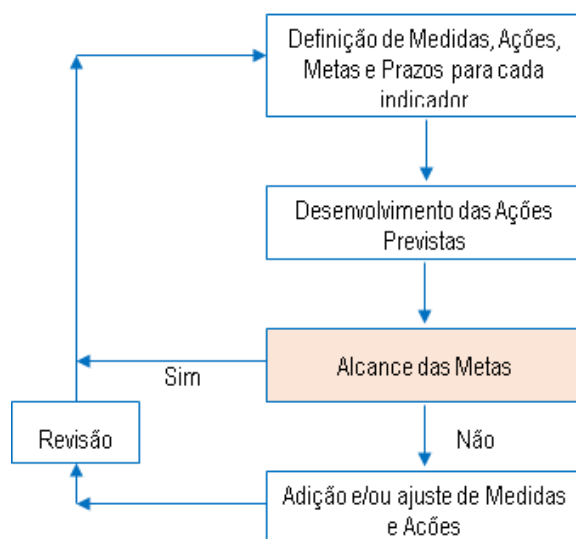 Definição de Medidas, Ações,
Metas e Prazos para cada
indicador
Desenvolvimento das Ações
Previstas
Alcance das Metas
Sim
Não
Revisão
Adição e/ou ajuste de Medidas
e Ações